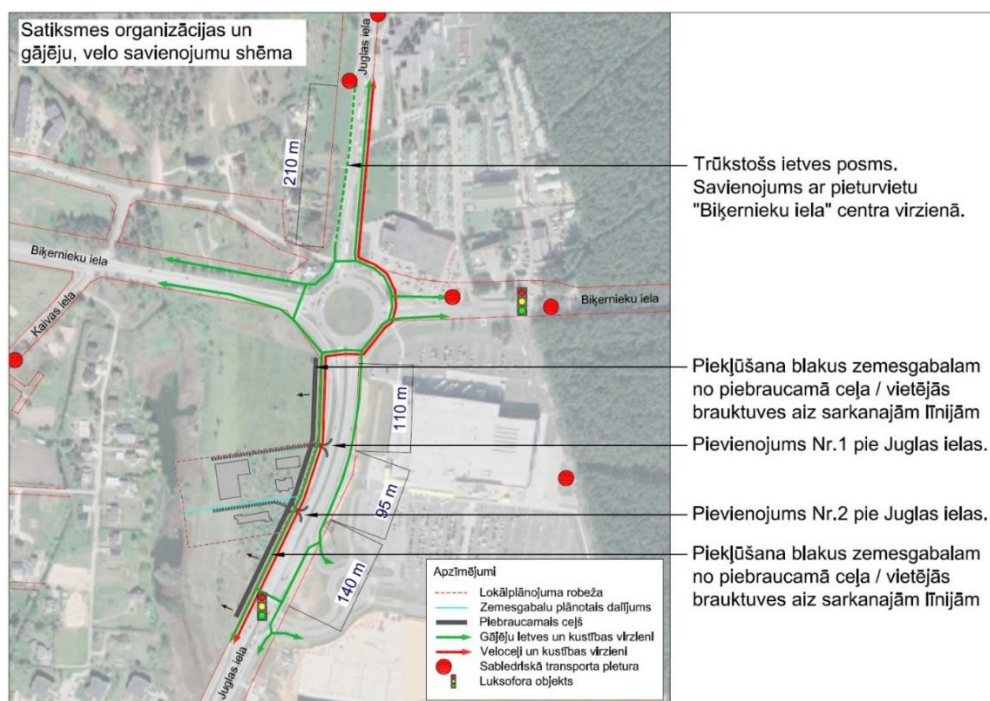 Satiksmes organizācijas un
gājēju, velo savienojumu shēma
Juglas iela
210 m
Trūkstošs ietves posms.
Savienojums ar pieturvietu
"Biķernieku iela" centra virzienā.
Biķernieku iela
Kaivas iela
Biķernieku iela
Piekļūšana blakus zemesgabalam
no piebraucamā ceļa / vietējās
brauktuves aiz sarkanajām līnijām
110 m
Pievienojums Nr.1 pie Juglas ielas.
95 m
Pievienojums Nr.2 pie Juglas ielas.
140 m
Piekļūšana blakus zemesgabalam
no piebraucamā ceļa / vietējās
brauktuves aiz sarkanajām līnijām
Juglas iela
Apzīmējumi
Lokālplānojuma robeža
Zemesgabalu plānotais dalījums
Piebraucamais ceļš
Gājēju ietves un kustības virzieni
Veloceļi un kustības virzieni
Sabiedriskā transporta pietura
Luksofora objekts